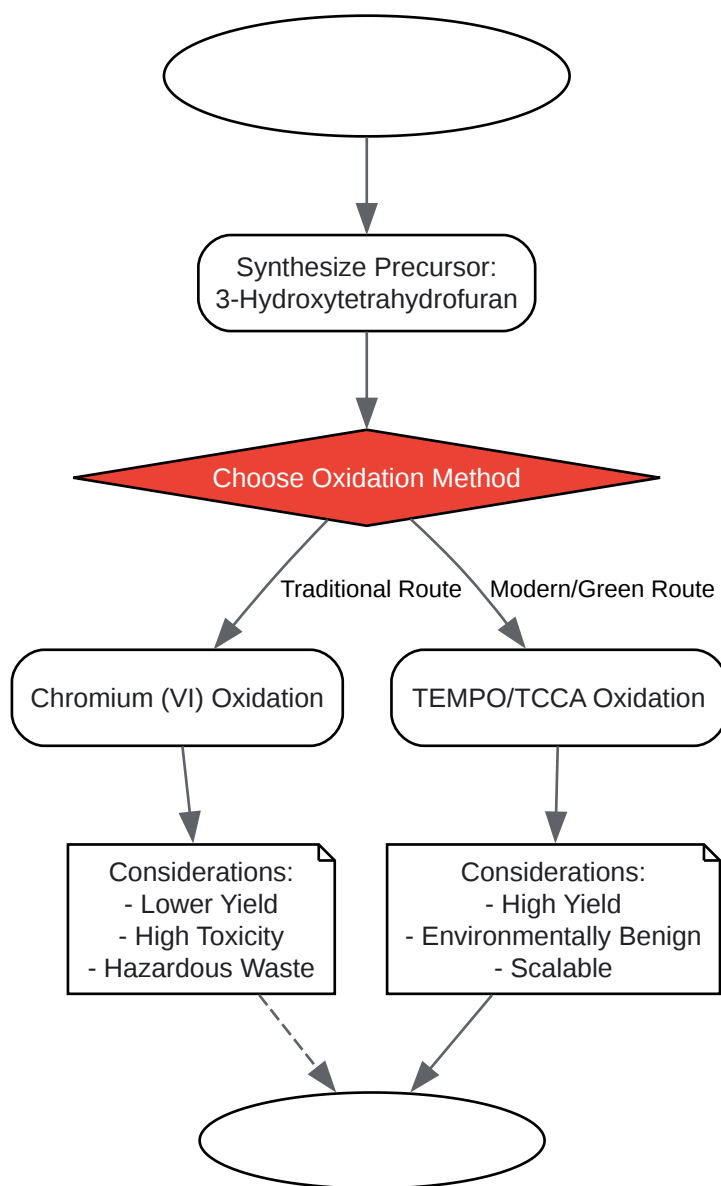 Synthesize Precursor:
3-Hydroxytetrahydrofuran
Choose Oxidation Method
Traditional Route
Modern/Green Route
Chromium (VI) Oxidation
TEMPO/TCCA Oxidation
Considerations:
- Lower Yield
- High Toxicity
- Hazardous Waste
Considerations:
- High Yield
- Environmentally Benign
- Scalable